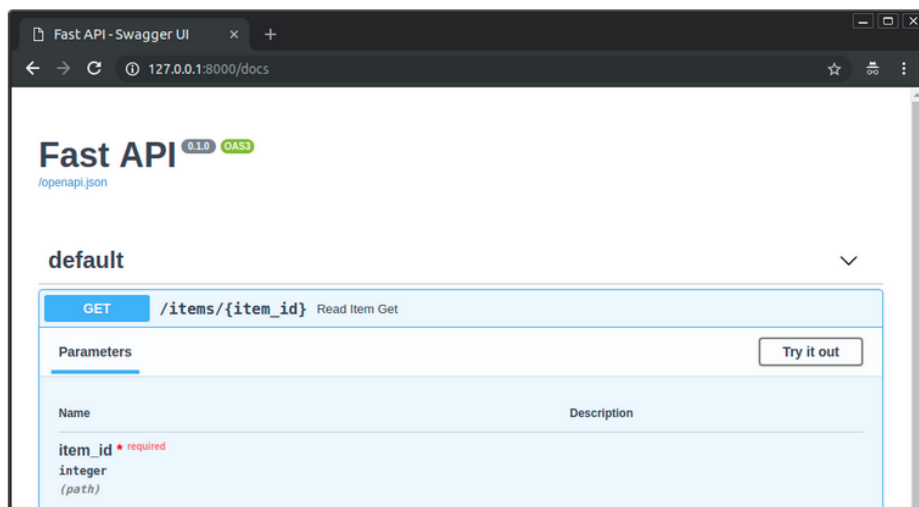 Fast API - Swagger UI
127.0.0.1:8000/docs
Fast API 0.1.0 OAS3
/openapi.json
default
GET /items/{item_id} Read Item Get
Parameters Try it out
Name Description
item_id * required
integer
(path)